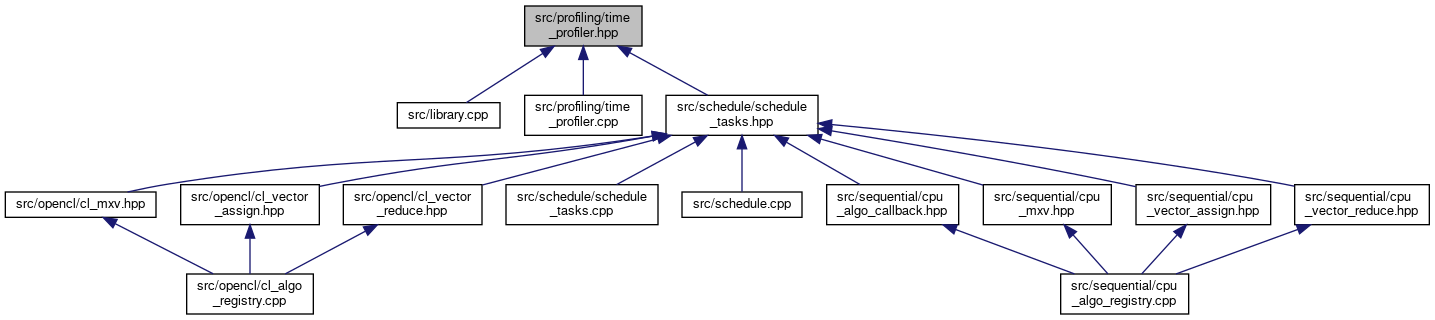 src/profiling/time
_profiler.hpp
src/library.cpp
src/profiling/time
_profiler.cpp
src/schedule/schedule
_tasks.hpp
src/opencl/cl_mxv.hpp
src/opencl/cl_vector
_assign.hpp
src/opencl/cl_vector
_reduce.hpp
src/schedule/schedule
_tasks.cpp
src/schedule.cpp
src/sequential/cpu
_algo_callback.hpp
src/sequential/cpu
_mxv.hpp
src/sequential/cpu
_vector_assign.hpp
src/sequential/cpu
_vector_reduce.hpp
src/opencl/cl_algo
_registry.cpp
src/sequential/cpu
_algo_registry.cpp